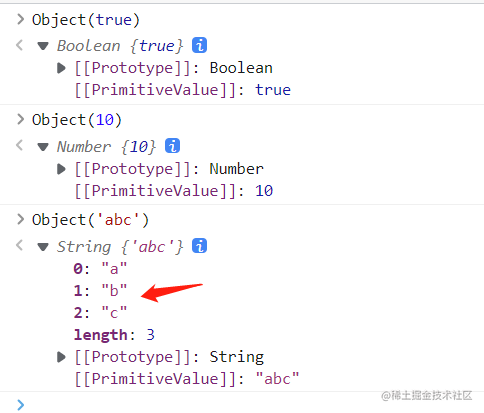 Object(true)
Boolean {true} i
[[Prototype]]: Boolean
[[PrimitiveValue]]: true
Object(10)
Number {10} i
[[Prototype]]: Number
[[PrimitiveValue]]: 10
Object('abc')
String {'abc'} i
0: "a"
1: "b"
2: "c"
length: 3
[[Prototype]]: String
[[PrimitiveValue]]: "abc"
@稀土掘金技术社区